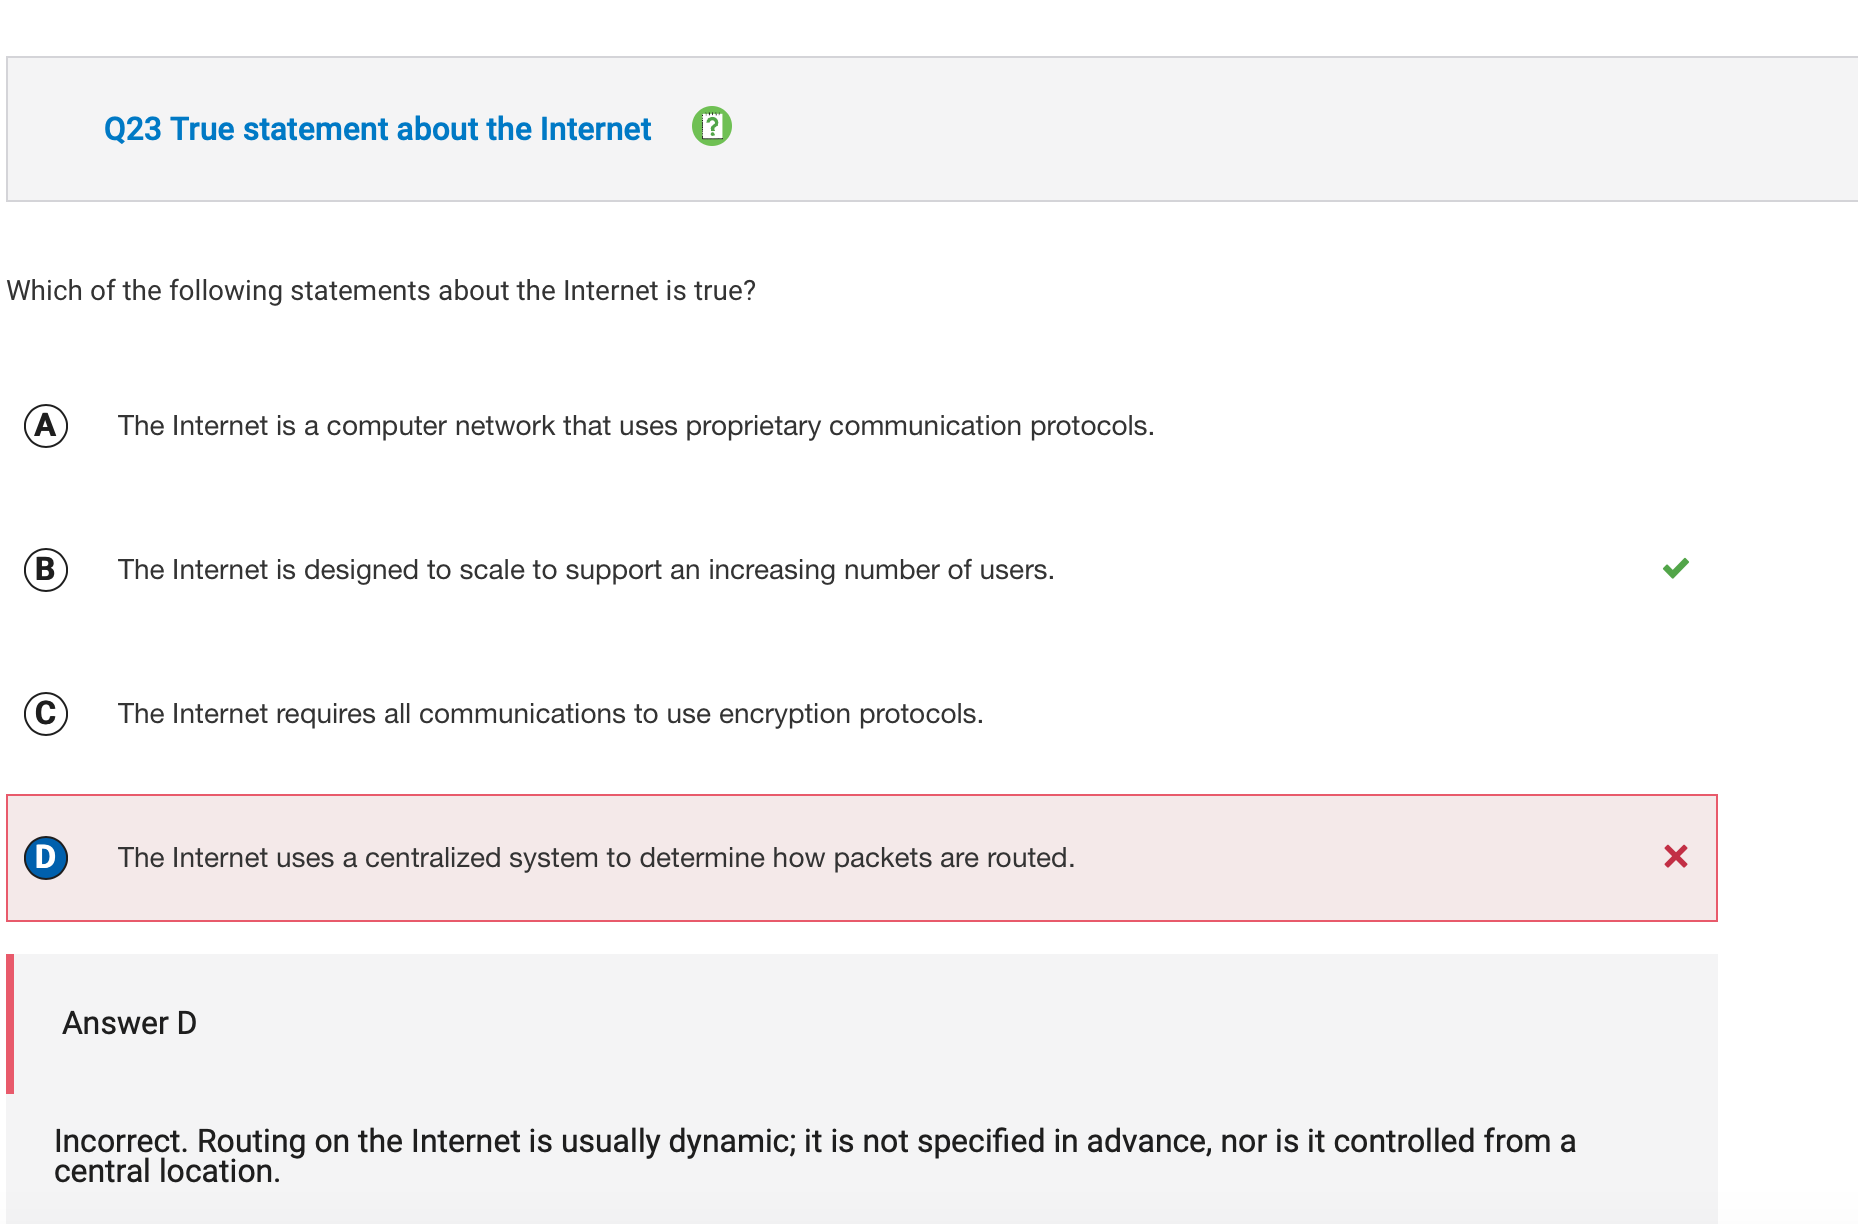 Q23 True statement about the Internet ?
Which of the following statements about the Internet is true?
A The Internet is a computer network that uses proprietary communication protocols.
B The Internet is designed to scale to support an increasing number of users.
C The Internet requires all communications to use encryption protocols.
D The Internet uses a centralized system to determine how packets are routed.
Answer D
Incorrect. Routing on the Internet is usually dynamic; it is not specified in advance, nor is it controlled from a
central location.